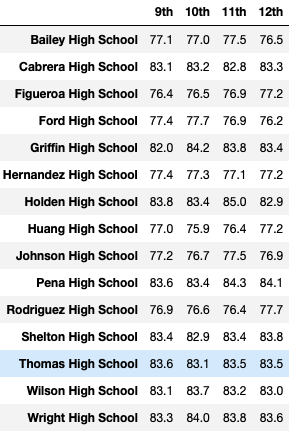 9th 10th 11th 12th
Bailey High School 77.1 77.0 77.5 76.5
Cabrera High School 83.1 83.2 82.8 83.3
Figueroa High School 76.4 76.5 76.9 77.2
Ford High School 77.4 77.7 76.9 76.2
Griffin High School 82.0 84.2 83.8 83.4
Hernandez High School 77.4 77.3 77.1 77.2
Holden High School 83.8 83.4 85.0 82.9
Huang High School 77.0 75.9 76.4 77.2
Johnson High School 77.2 76.7 77.5 76.9
Pena High School 83.6 83.4 84.3 84.1
Rodriguez High School 76.9 76.6 76.4 77.7
Shelton High School 83.4 82.9 83.4 83.8
Thomas High School 83.6 83.1 83.5 83.5
Wilson High School 83.1 83.7 83.2 83.0
Wright High School 83.3 84.0 83.8 83.6